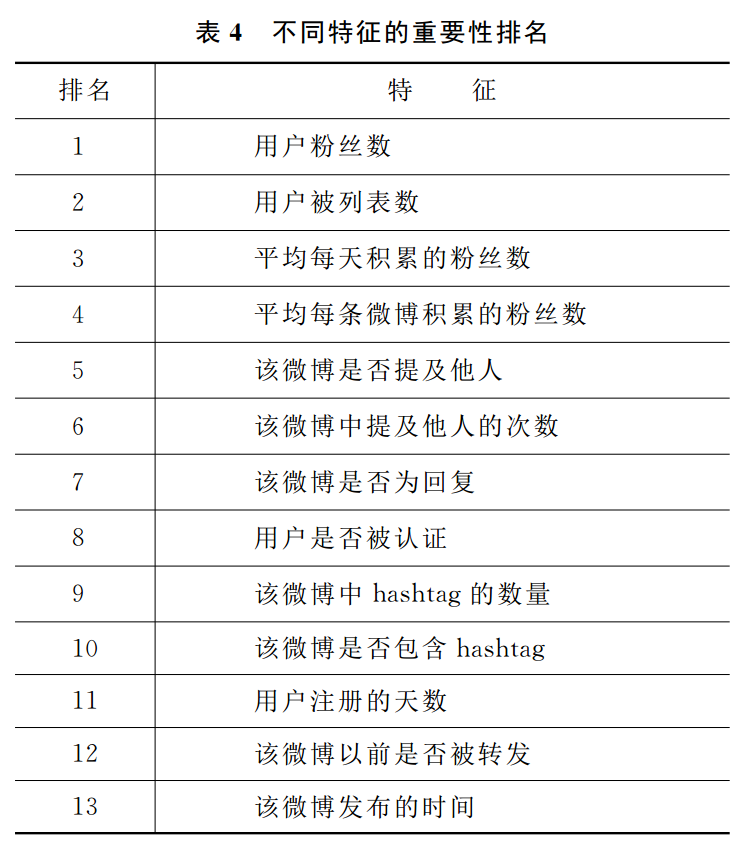 表 4 不同特征的重要性排名
排名 特 征
1 用户粉丝数
2 用户被列表数
3 平均每天积累的粉丝数
4 平均每条微博积累的粉丝数
5 该微博是否提及他人
6 该微博中提及他人的次数
7 该微博是否为回复
8 用户是否被认证
9 该微博中 hashtag 的数量
10 该微博是否包含 hashtag
11 用户注册的天数
12 该微博以前是否被转发
13 该微博发布的时间